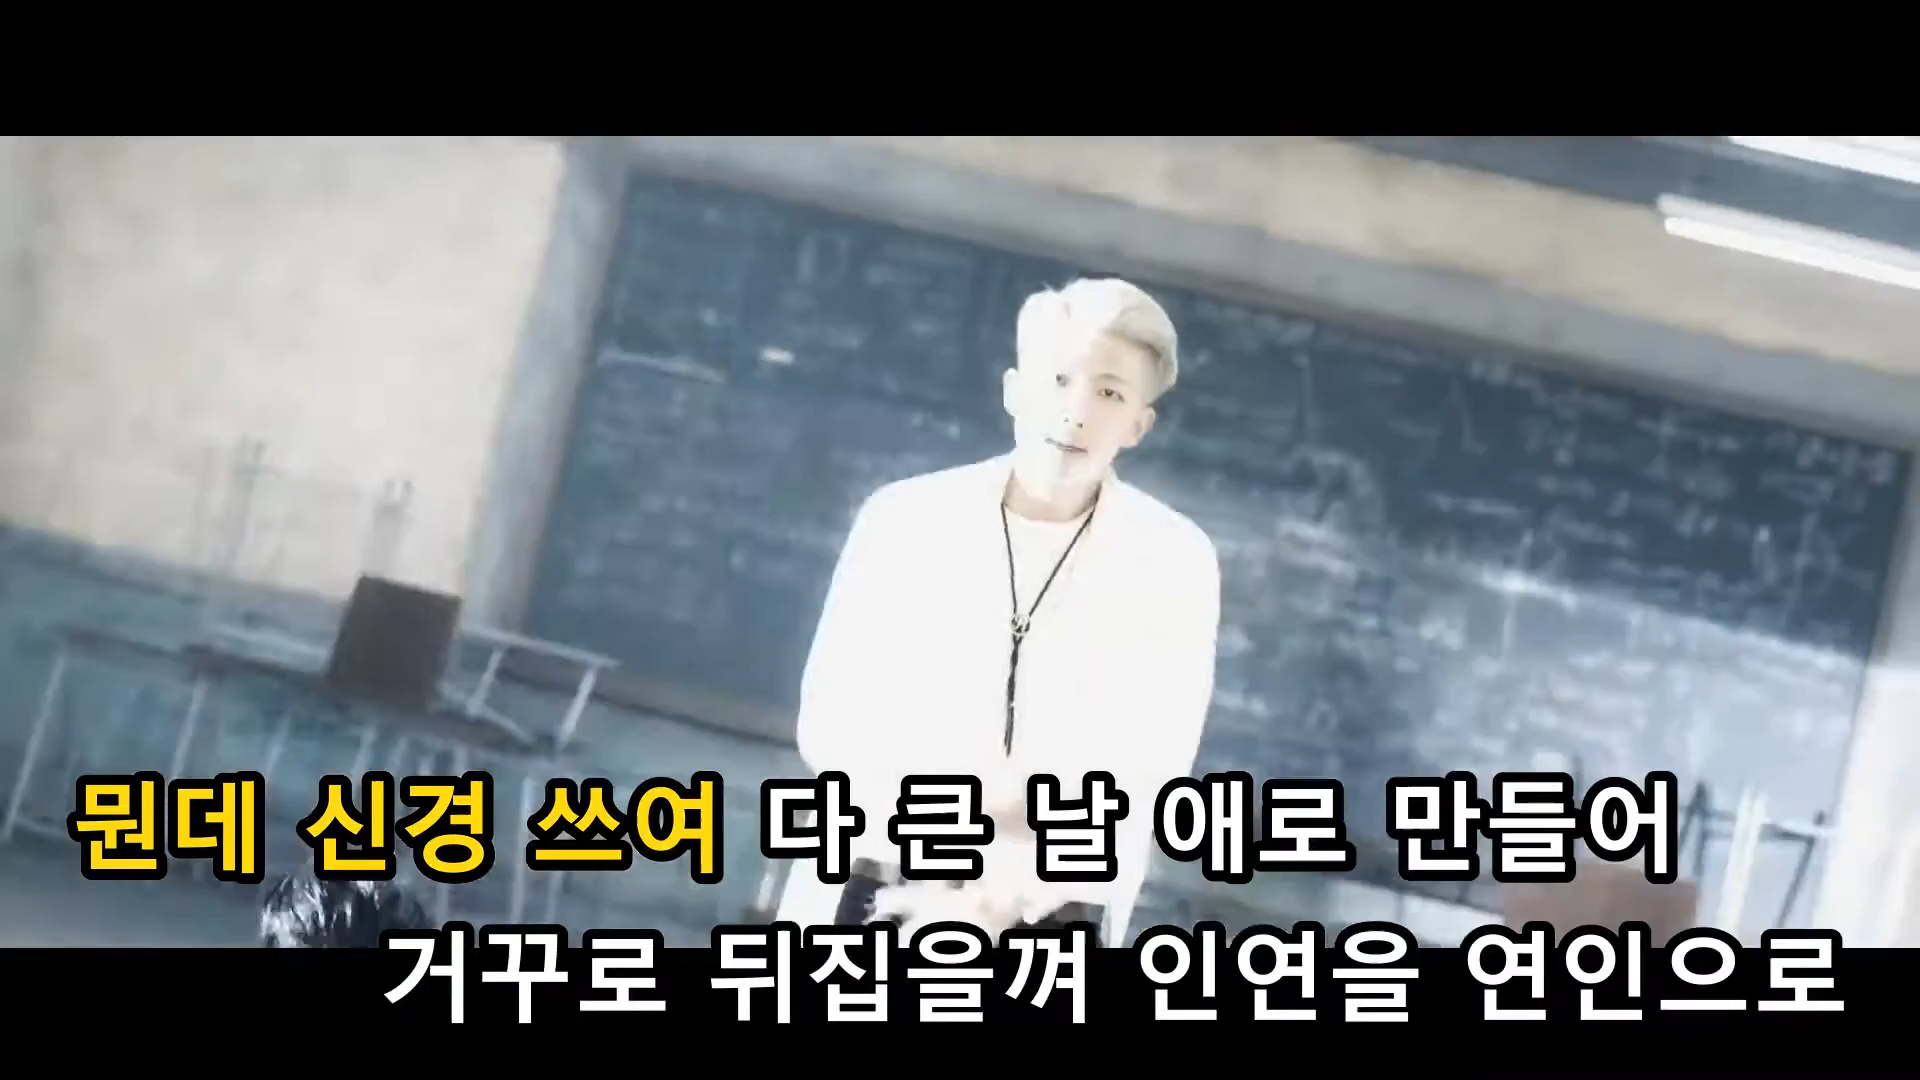 뭔데 신경 쓰여 다 큰 날 애로 만들어
거꾸로 뒤집을껴 인연을 연인으로